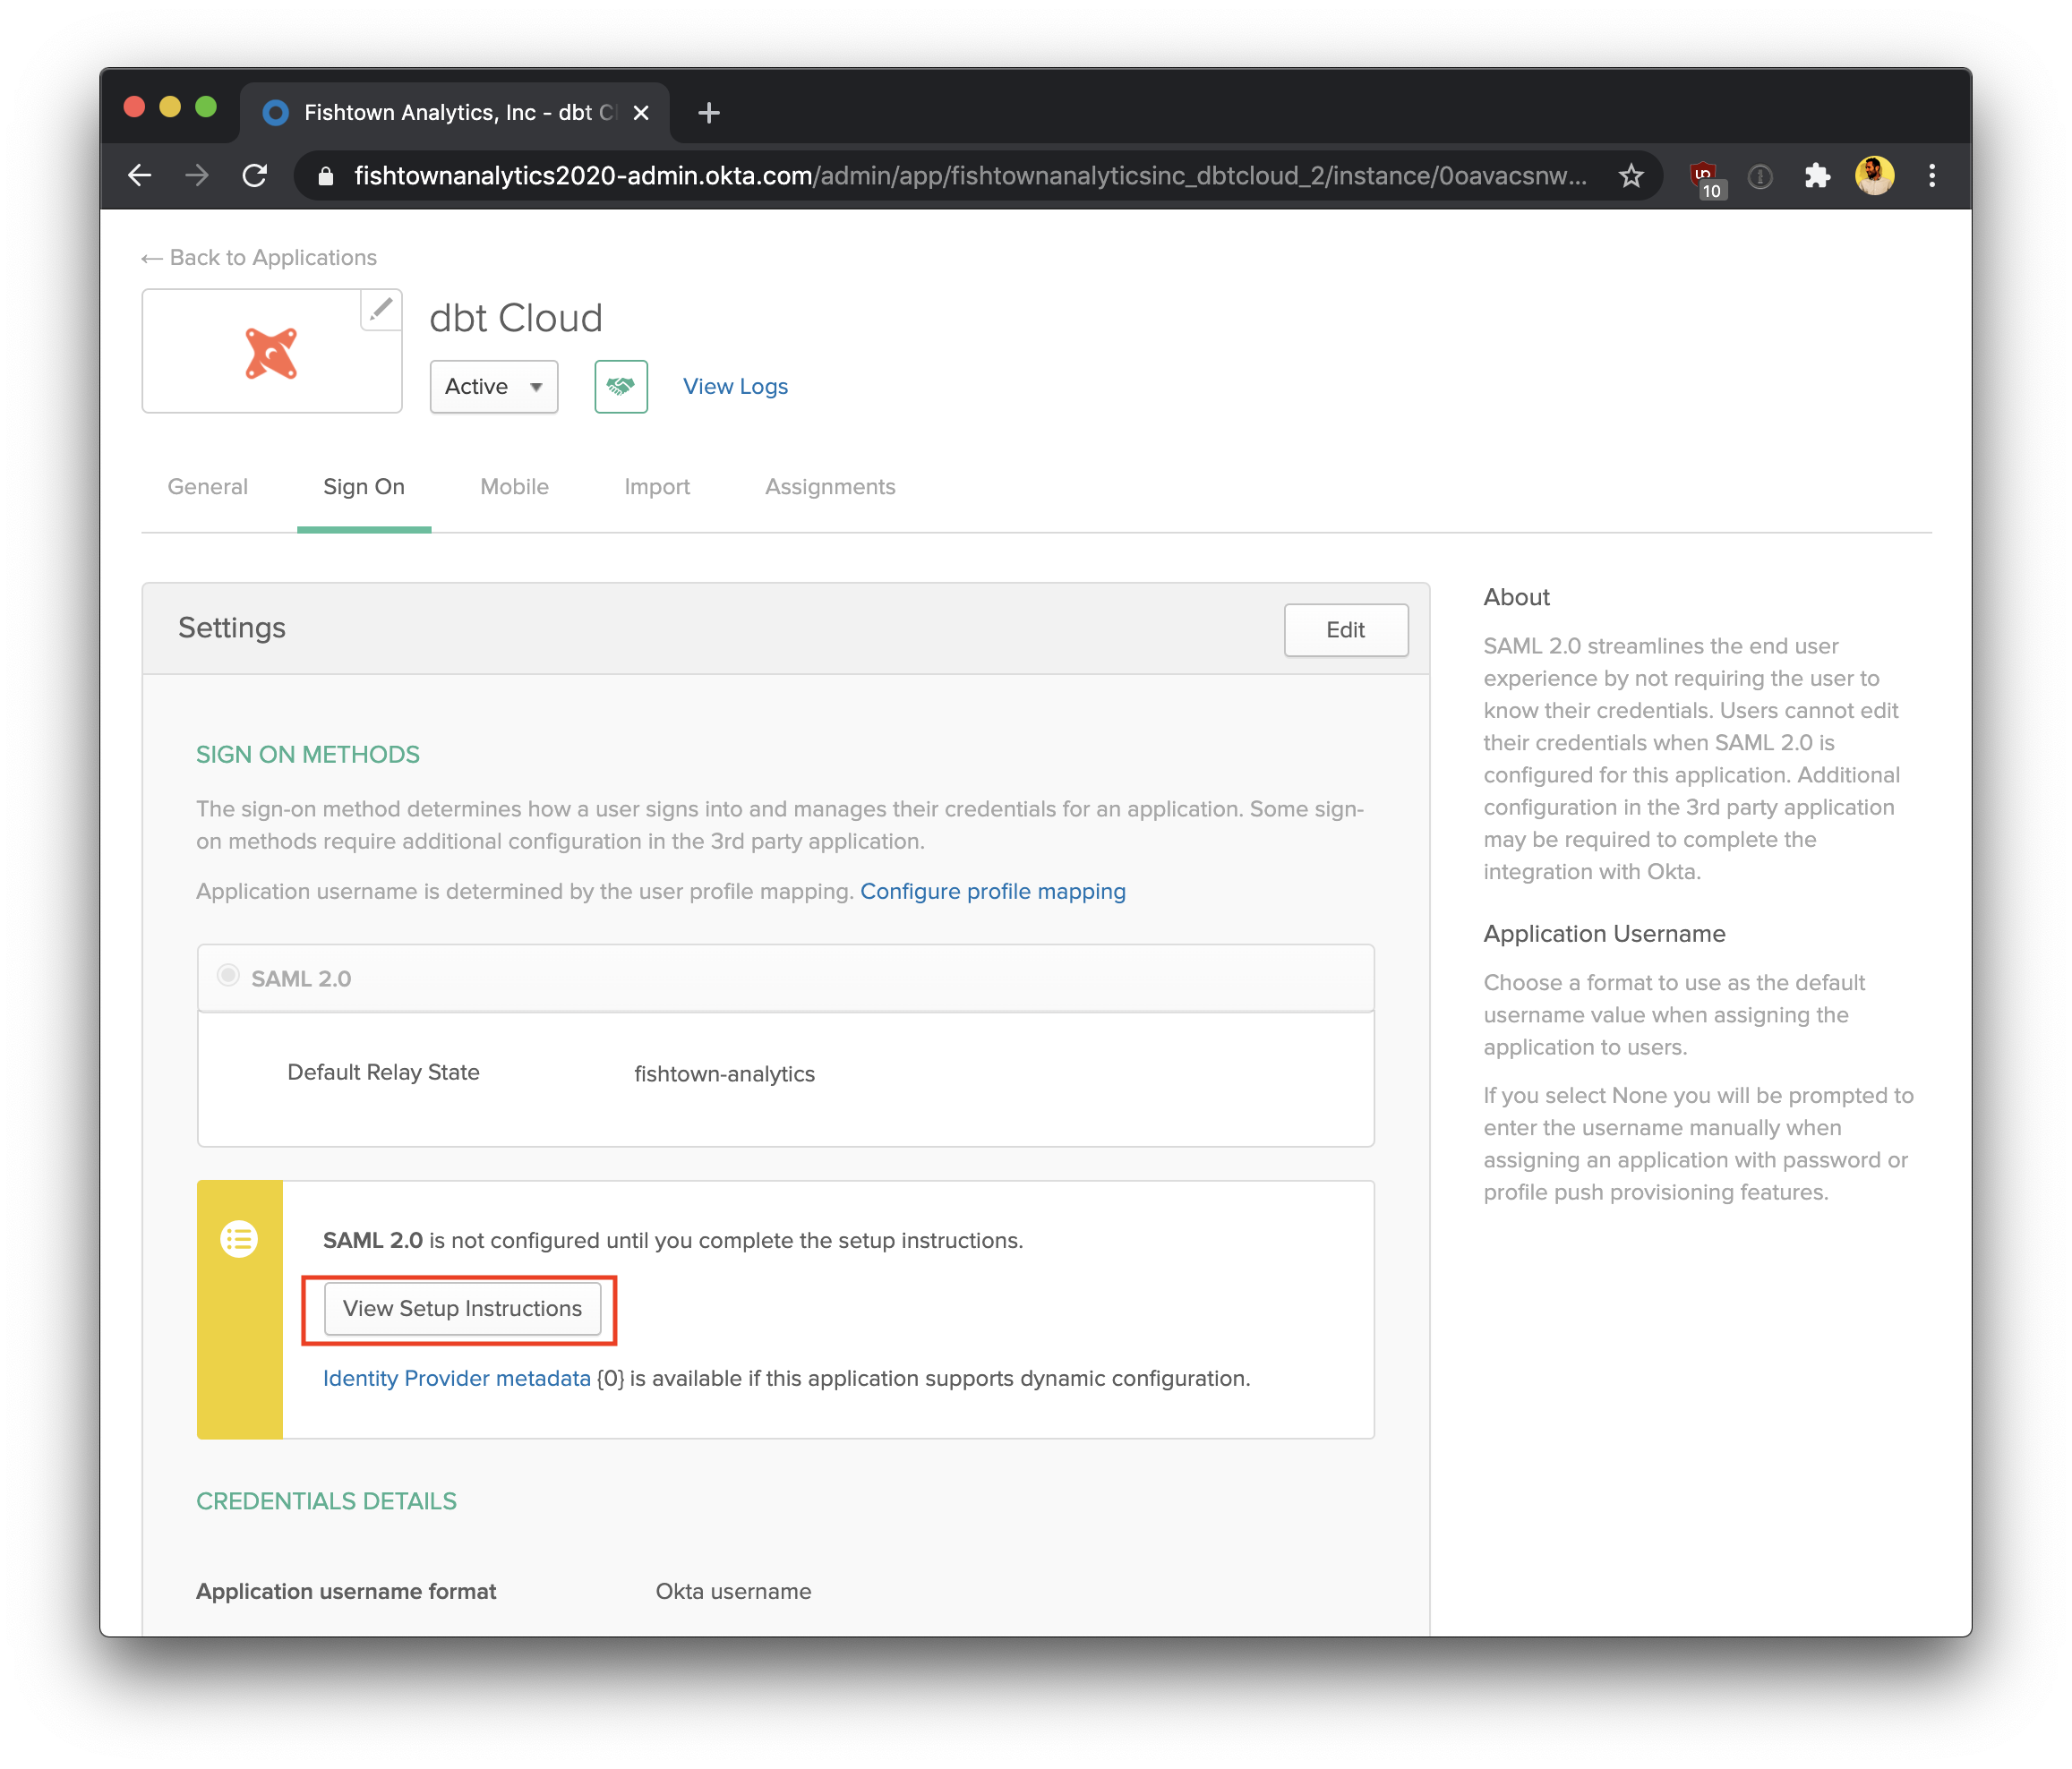 Fishtown Analytics, Inc - dbt Cl
fishtownanalytics2020-admin.okta.com/admin/app/fishtownanalyticsinc_dbtcloud_2/instance/0oavacsnw...
10
← Back to Applications
dbt Cloud
Active
View Logs
General
Sign On
Mobile
Import
Assignments
Settings
Edit
SIGN ON METHODS
The sign-on method determines how a user signs into and manages their credentials for an application. Some sign-
on methods require additional configuration in the 3rd party application.
Application username is determined by the user profile mapping. Configure profile mapping
SAML 2.0
Default Relay State
fishtown-analytics
SAML 2.0 is not configured until you complete the setup instructions.
View Setup Instructions
Identity Provider metadata {0} is available if this application supports dynamic configuration.
CREDENTIALS DETAILS
Application username format
Okta username
About
SAML 2.0 streamlines the end user
experience by not requiring the user to
know their credentials. Users cannot edit
their credentials when SAML 2.0 is
configured for this application. Additional
configuration in the 3rd party application
may be required to complete the
integration with Okta.
Application Username
Choose a format to use as the default
username value when assigning the
application to users.
If you select None you will be prompted to
enter the username manually when
assigning an application with password or
profile push provisioning features.